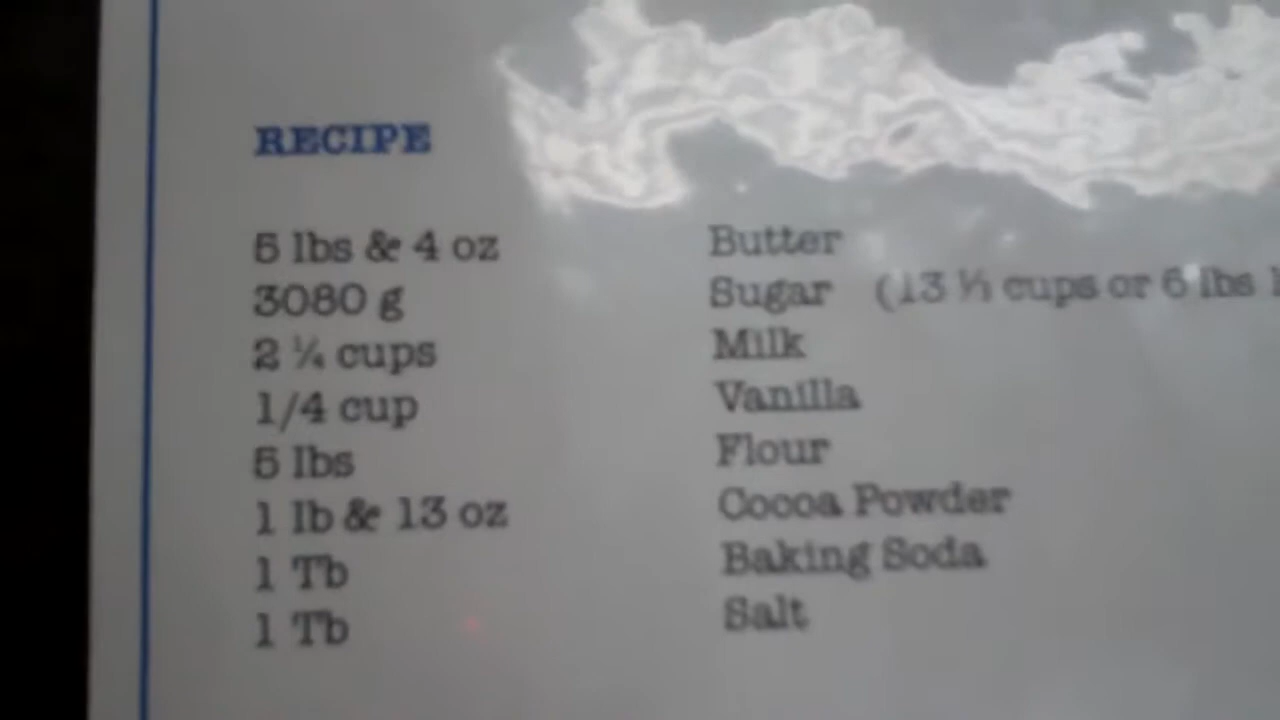 RECIPE
5 lbs & 4 oz Butter
3080 g Sugar (13 ⅓ cups or 6 lbs
2 ¼ cups Milk
1/4 cup Vanilla
5 lbs Flour
1 lb & 13 oz Cocoa Powder
1 Tb Baking Soda
1 Tb Salt